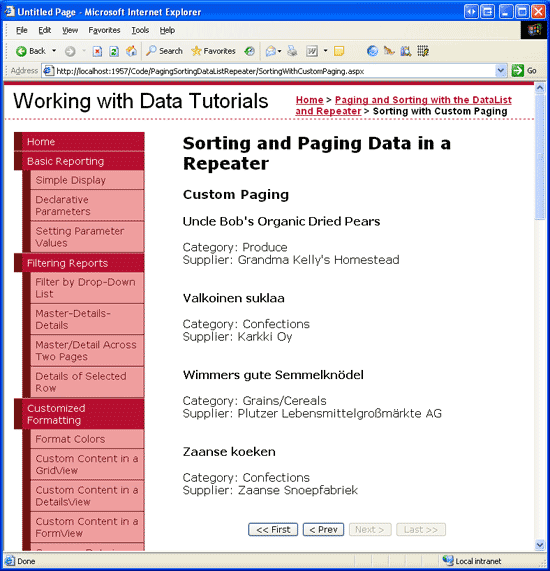 Untitled Page - Microsoft Internet Explorer
File Edit View Favorites Tools Help
Back Search Favorites
Address http://localhost:1957/Code/PagingSortingDataListRepeater/SortingWithCustomPaging.aspx Go
Working with Data Tutorials
Home > Paging and Sorting with the DataList
and Repeater > Sorting with Custom Paging
Home
Basic Reporting
Simple Display
Declarative
Parameters
Setting Parameter
Values
Filtering Reports
Filter by Drop-Down
List
Master-Details-
Details
Master/Detail Across
Two Pages
Details of Selected
Row
Customized
Formatting
Format Colors
Custom Content in a
GridView
Custom Content in a
DetailsView
Custom Content in a
FormView
Sorting and Paging Data in a
Repeater
Custom Paging
Uncle Bob's Organic Dried Pears
Category: Produce
Supplier: Grandma Kelly's Homestead
Valkoinen suklaa
Category: Confections
Supplier: Karkki Oy
Wimmers gute Semmelknödel
Category: Grains/Cereals
Supplier: Plutzer Lebensmittelgroßmärkte AG
Zaanse koeken
Category: Confections
Supplier: Zaanse Snoepfabriek
<< First < Prev Next > Last >>
Done Local intranet